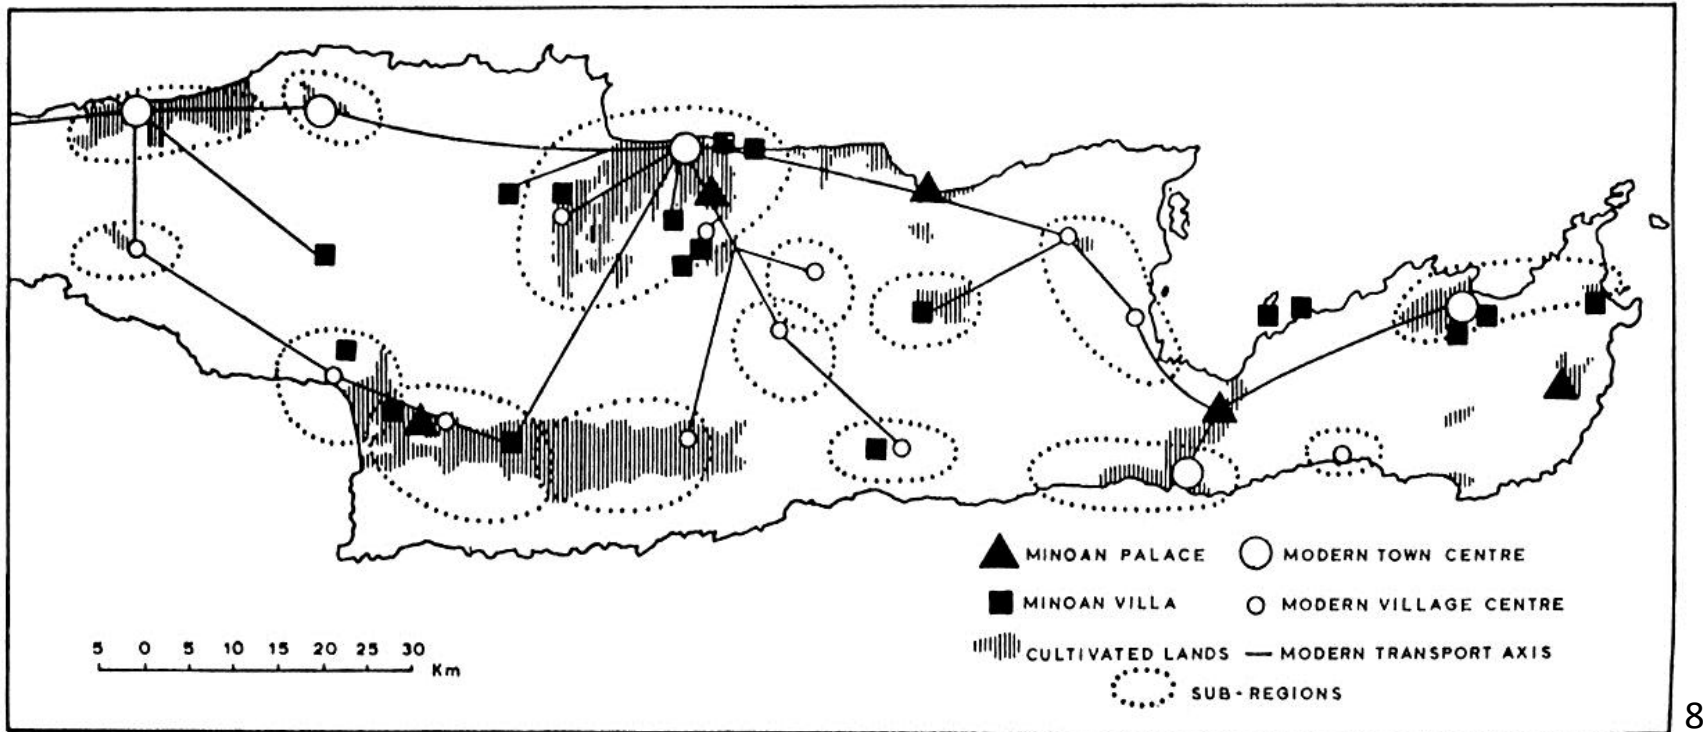 MINOAN PALACE
MODERN TOWN CENTRE
MINOAN VILLA
MODERN VILLAGE CENTRE
CULTIVATED LANDS
MODERN TRANSPORT AXIS
SUB-REGIONS
5 0 5 10 15 20 25 30 Km
8